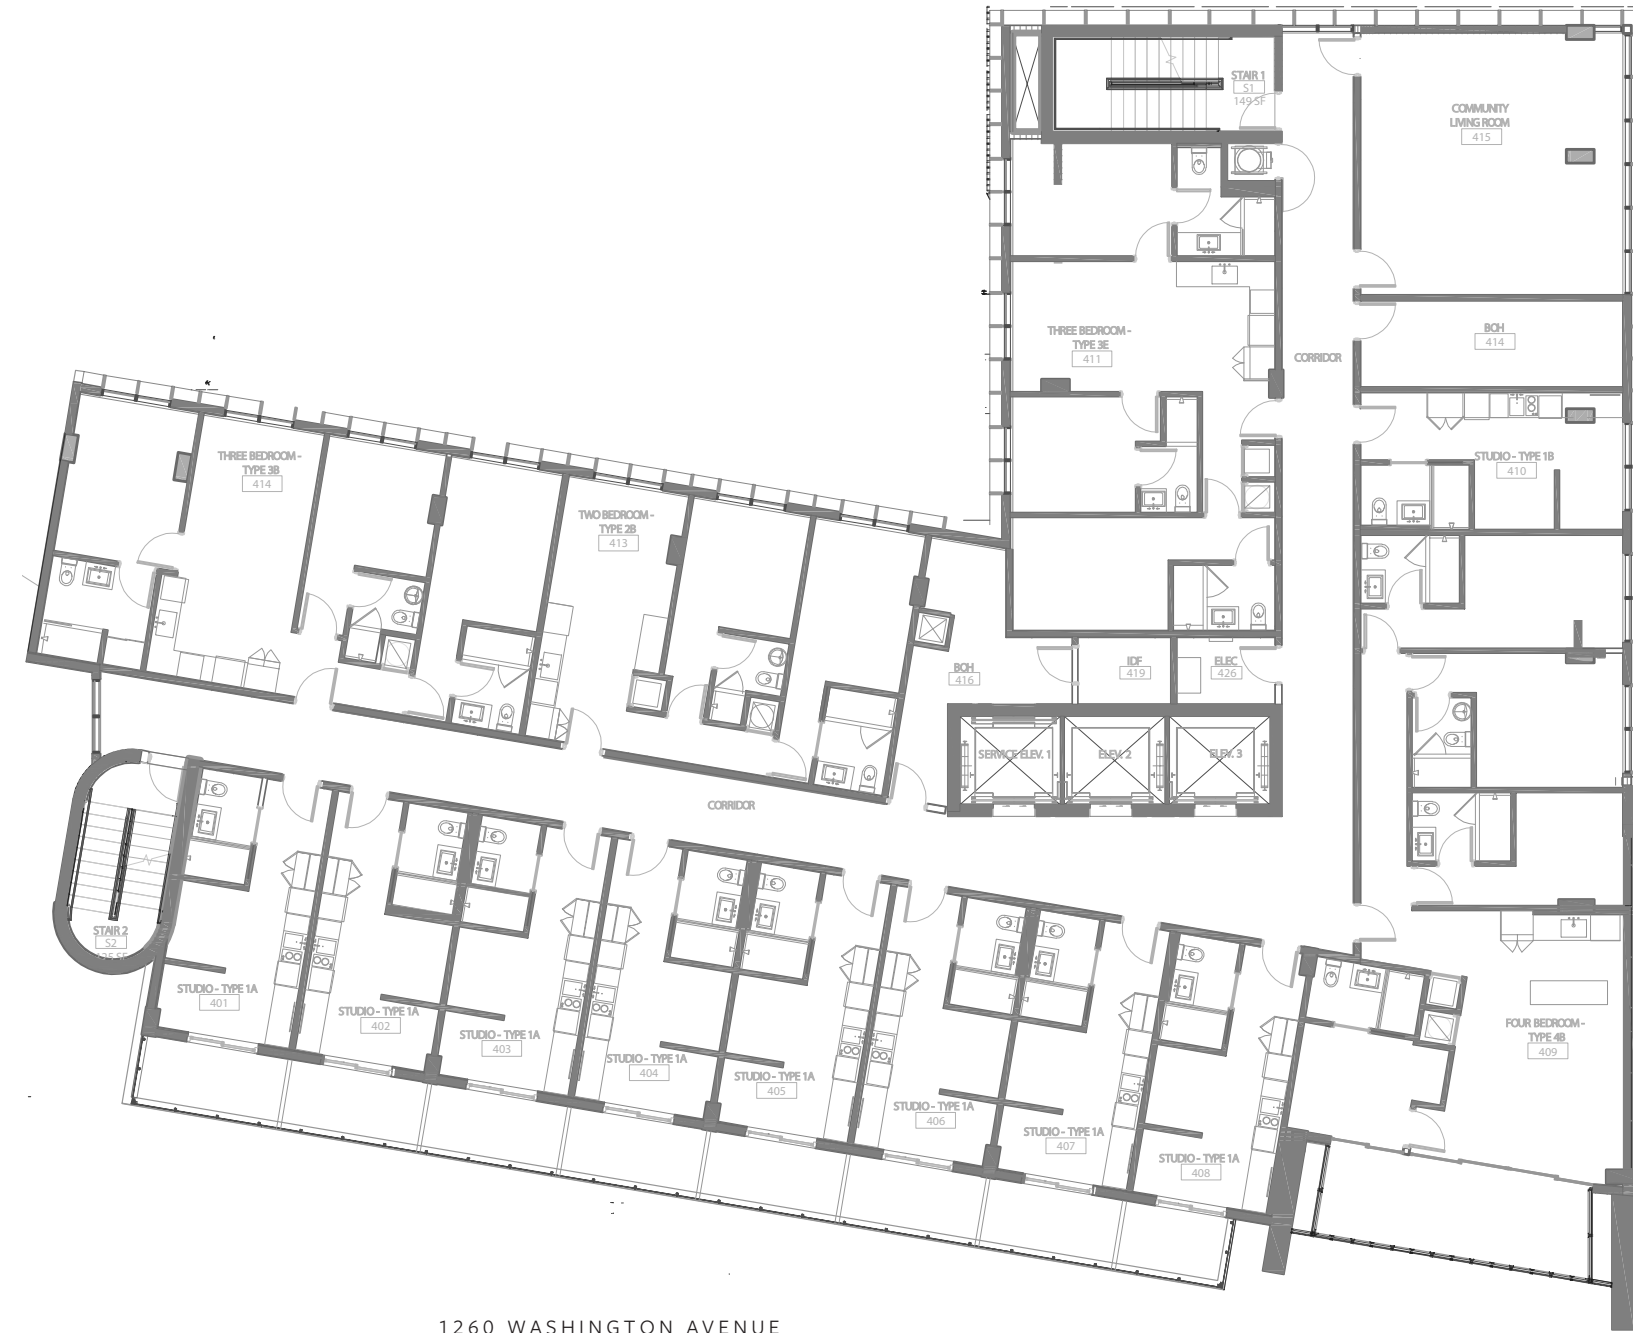 STAIR 1
S1
149 SF
COMMUNITY
LIVING ROOM
415
THREE BEDROOM -
TYPE 3E
411
CORRIDOR
BOH
414
STUDIO - TYPE 1B
410
THREE BEDROOM -
TYPE 3B
414
TWO BEDROOM -
TYPE 2B
413
BOH
416
IDF
419
ELEC
426
SERVICE ELEV. 1
ELEV. 2
ELEV. 3
CORRIDOR
STAIR 2
S2
STUDIO - TYPE 1A
401
STUDIO - TYPE 1A
402
STUDIO - TYPE 1A
403
STUDIO - TYPE 1A
404
STUDIO - TYPE 1A
405
STUDIO - TYPE 1A
406
STUDIO - TYPE 1A
407
STUDIO - TYPE 1A
408
FOUR BEDROOM -
TYPE 4B
409
1260 WASHINGTON AVENUE